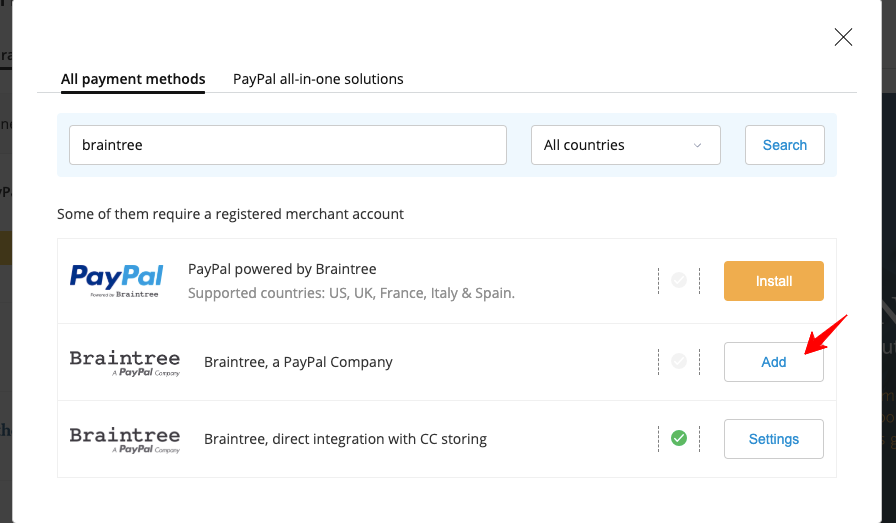 All payment methods PayPal all-in-one solutions
braintree All countries Search
Some of them require a registered merchant account
PayPal
Powered by Braintree
PayPal powered by Braintree
Supported countries: US, UK, France, Italy & Spain.
Install
Braintree
A PayPal Company
Braintree, a PayPal Company
Add
Braintree
A PayPal Company
Braintree, direct integration with CC storing
Settings